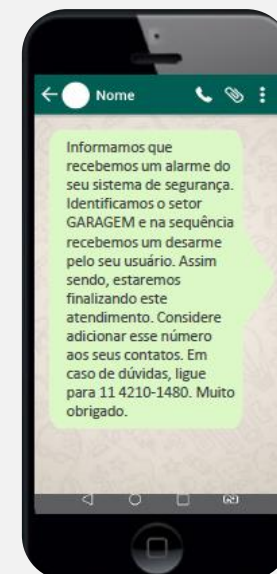 Nome
Informamos que
recebemos um alarme do
seu sistema de segurança.
Identificamos o setor
GARAGEM e na sequência
recebemos um desarme
pelo seu usuário. Assim
sendo, estaremos
finalizando este
atendimento. Considere
adicionar esse número
aos seus contatos. Em
caso de dúvidas, ligue
para 11 4210-1480. Muito
obrigado.